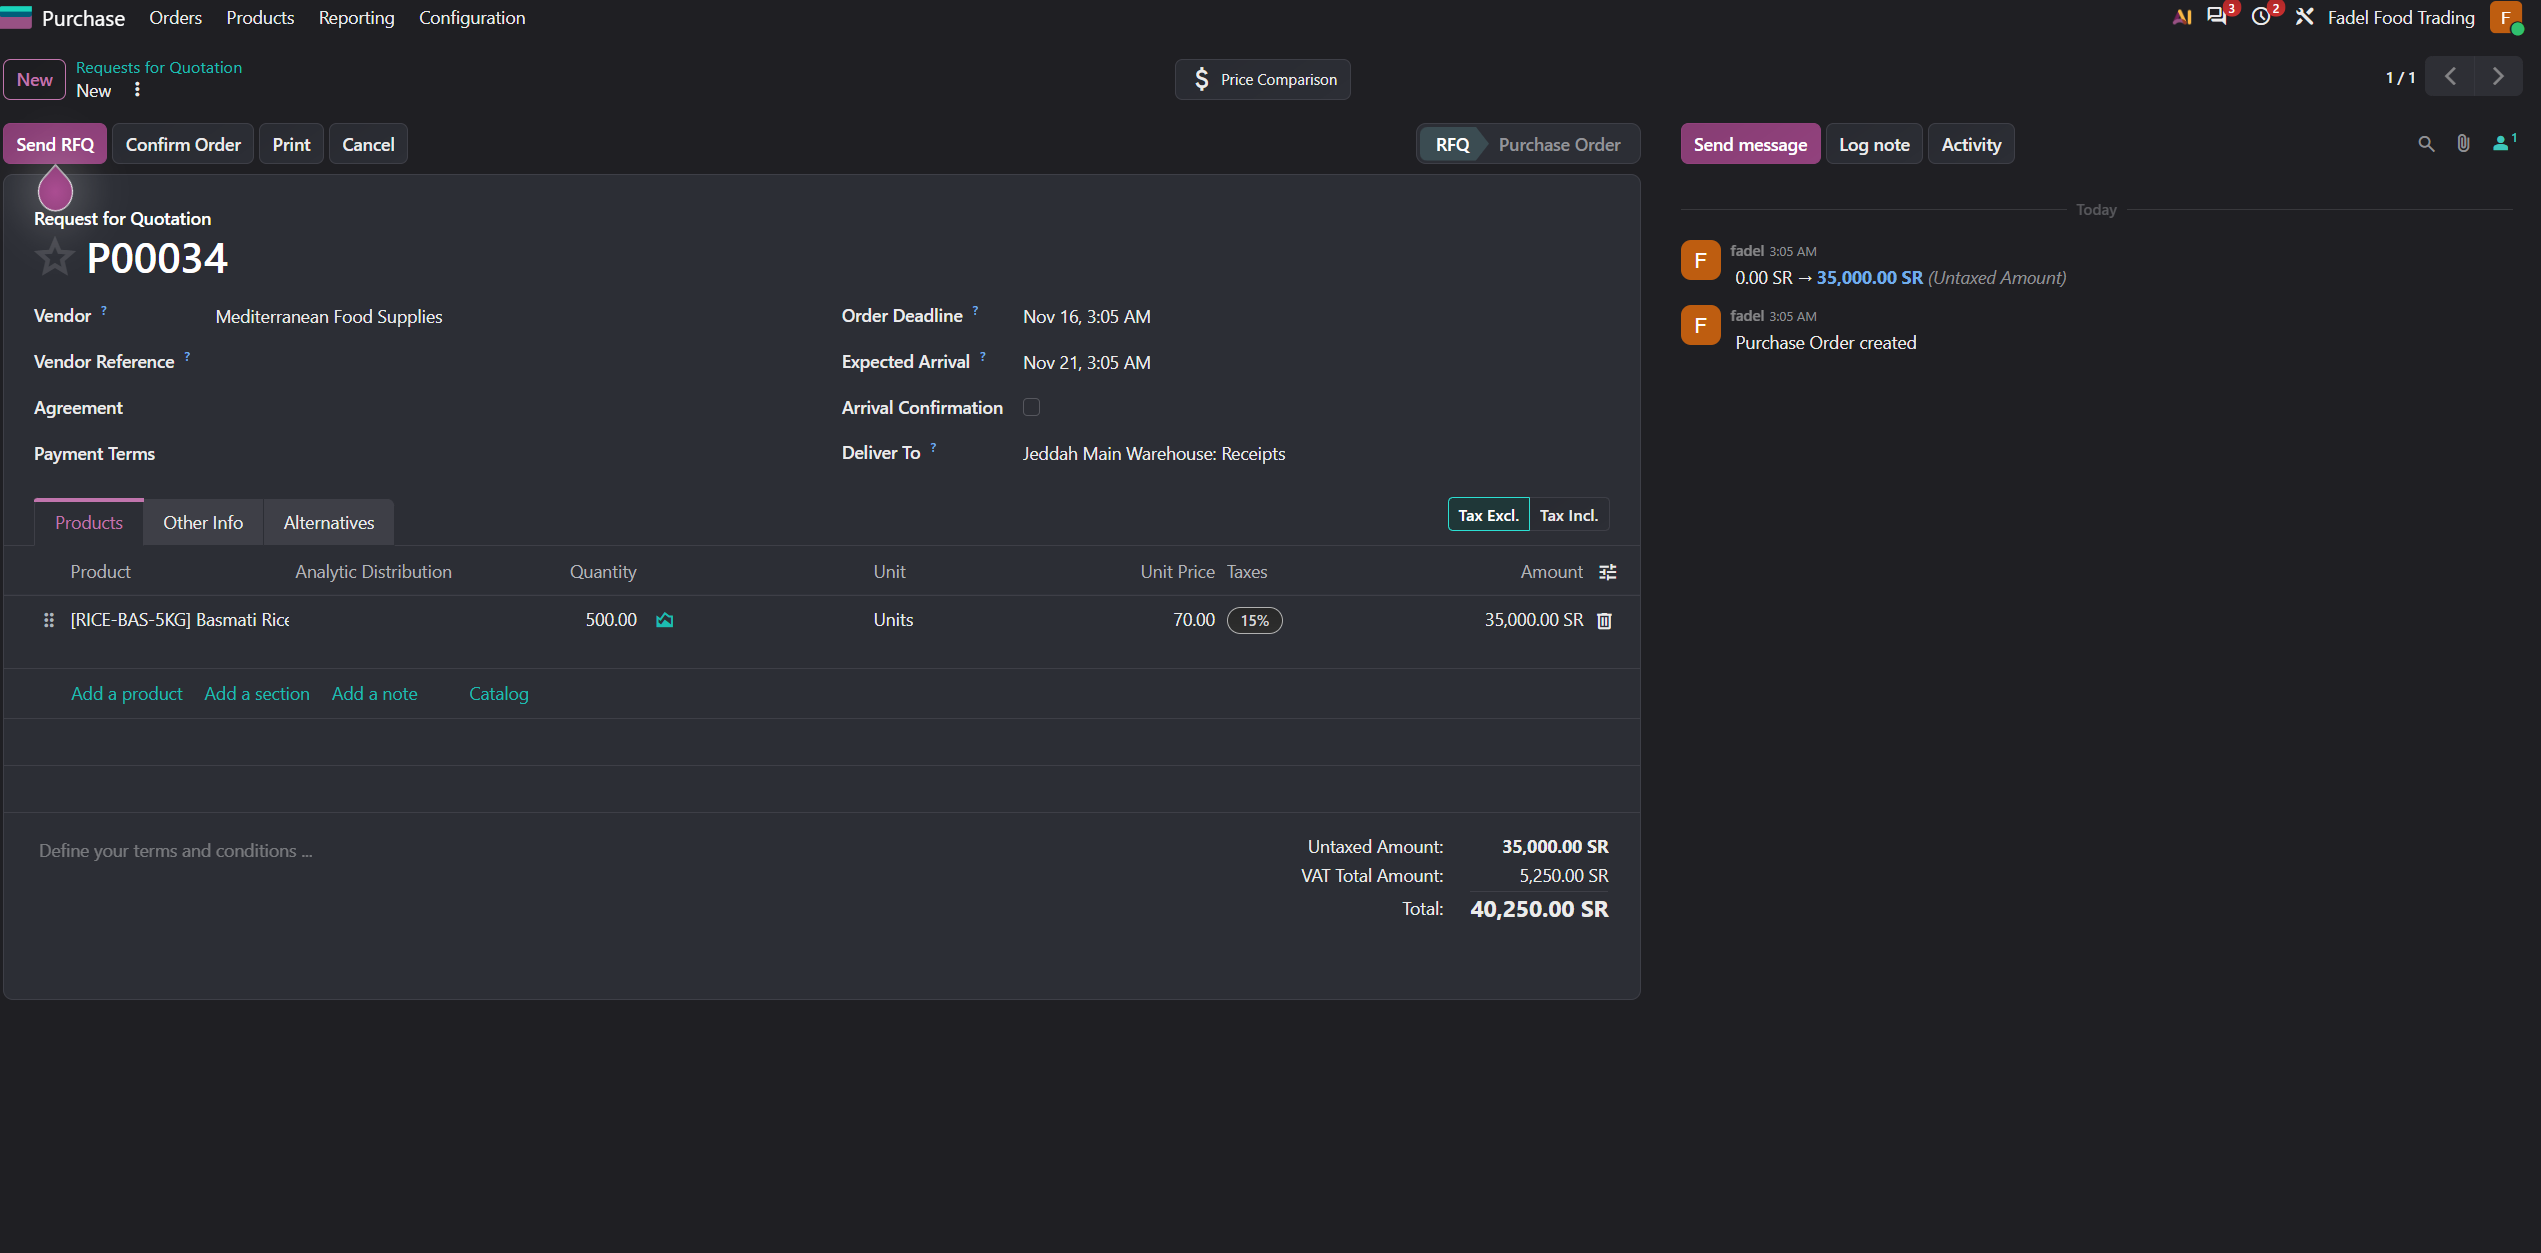 Purchase Orders Products Reporting Configuration
AI 3 2 Fadel Food Trading F
New Requests for Quotation
New
Price Comparison
1 / 1
Send RFQ Confirm Order Print Cancel
RFQ Purchase Order
Send message Log note Activity
1
Request for Quotation
P00034
Vendor ? Mediterranean Food Supplies
Order Deadline ? Nov 16, 3:05 AM
Vendor Reference ?
Expected Arrival ? Nov 21, 3:05 AM
Agreement
Arrival Confirmation
Payment Terms
Deliver To ? Jeddah Main Warehouse: Receipts
Products Other Info Alternatives
Tax Excl. Tax Incl.
Product Analytic Distribution Quantity Unit Unit Price Taxes Amount
[RICE-BAS-5KG] Basmati Rice 500.00 Units 70.00 15% 35,000.00 SR
Add a product Add a section Add a note Catalog
Define your terms and conditions ...
Untaxed Amount: 35,000.00 SR
VAT Total Amount: 5,250.00 SR
Total: 40,250.00 SR
Today
F fadel 3:05 AM
0.00 SR → 35,000.00 SR (Untaxed Amount)
F fadel 3:05 AM
Purchase Order created